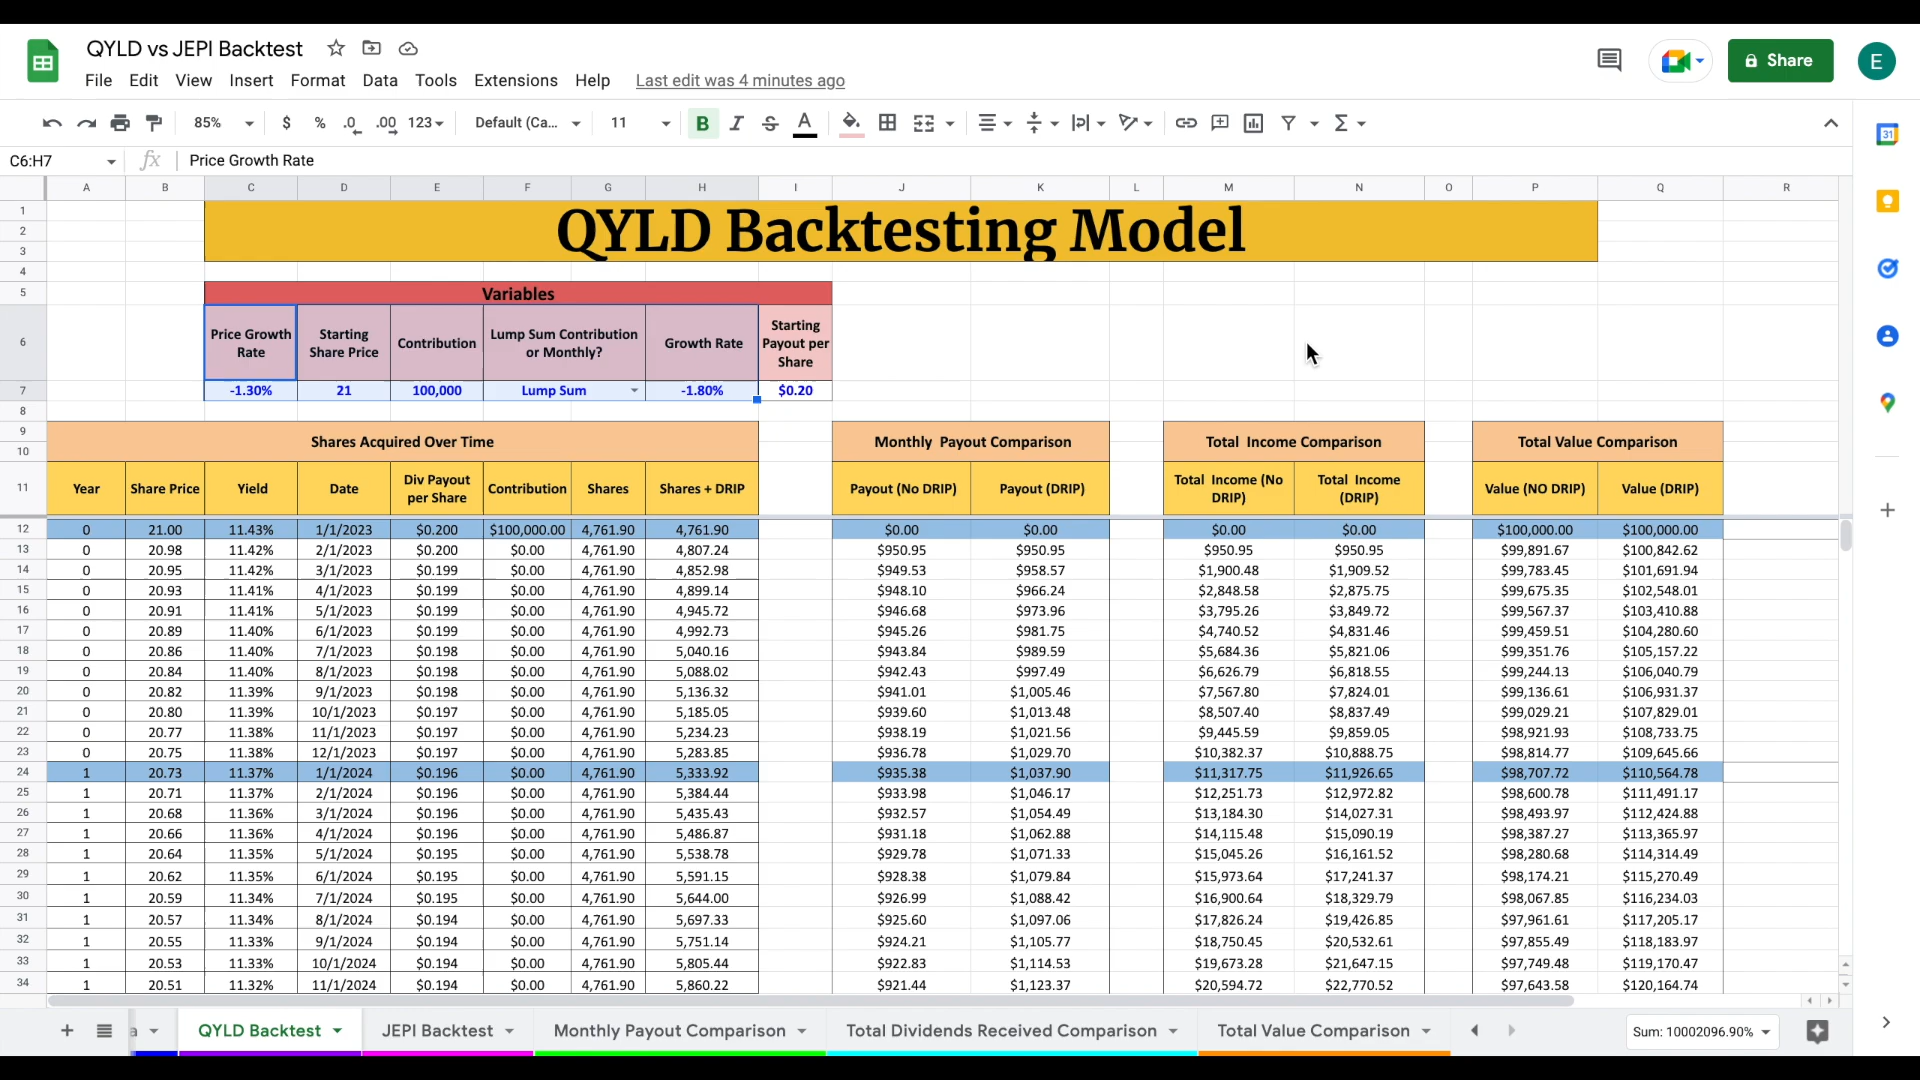 QYLD vs JEPI Backtest
File Edit View Insert Format Data Tools Extensions Help Last edit was 4 minutes ago
Share
E
85% $ % .0 .00 123 Default (Ca... 11 B I S A
C6:H7 fx Price Growth Rate
A B C D E F G H I J K L M N O P Q R
1
2 QYLD Backtesting Model
3
4
5 Variables
6 Price Growth Rate Starting Share Price Contribution Lump Sum Contribution or Monthly? Growth Rate Starting Payout per Share
7 -1.30% 21 100,000 Lump Sum -1.80% $0.20
8
9 Shares Acquired Over Time Monthly Payout Comparison Total Income Comparison Total Value Comparison
10
11 Year Share Price Yield Date Div Payout per Share Contribution Shares Shares + DRIP Payout (No DRIP) Payout (DRIP) Total Income (No DRIP) Total Income (DRIP) Value (NO DRIP) Value (DRIP)
12 0 21.00 11.43% 1/1/2023 $0.200 $100,000.00 4,761.90 4,761.90 $0.00 $0.00 $0.00 $0.00 $100,000.00 $100,000.00
13 0 20.98 11.42% 2/1/2023 $0.200 $0.00 4,761.90 4,807.24 $950.95 $950.95 $950.95 $950.95 $99,891.67 $100,842.62
14 0 20.95 11.42% 3/1/2023 $0.199 $0.00 4,761.90 4,852.98 $949.53 $958.57 $1,900.48 $1,909.52 $99,783.45 $101,691.94
15 0 20.93 11.41% 4/1/2023 $0.199 $0.00 4,761.90 4,899.14 $948.10 $966.24 $2,848.58 $2,875.75 $99,675.35 $102,548.01
16 0 20.91 11.41% 5/1/2023 $0.199 $0.00 4,761.90 4,945.72 $946.68 $973.96 $3,795.26 $3,849.72 $99,567.37 $103,410.88
17 0 20.89 11.40% 6/1/2023 $0.199 $0.00 4,761.90 4,992.73 $945.26 $981.75 $4,740.52 $4,831.46 $99,459.51 $104,280.60
18 0 20.86 11.40% 7/1/2023 $0.198 $0.00 4,761.90 5,040.16 $943.84 $989.59 $5,684.36 $5,821.06 $99,351.76 $105,157.22
19 0 20.84 11.40% 8/1/2023 $0.198 $0.00 4,761.90 5,088.02 $942.43 $997.49 $6,626.79 $6,818.55 $99,244.13 $106,040.79
20 0 20.82 11.39% 9/1/2023 $0.198 $0.00 4,761.90 5,136.32 $941.01 $1,005.46 $7,567.80 $7,824.01 $99,136.61 $106,931.37
21 0 20.80 11.39% 10/1/2023 $0.197 $0.00 4,761.90 5,185.05 $939.60 $1,013.48 $8,507.40 $8,837.49 $99,029.21 $107,829.01
22 0 20.77 11.38% 11/1/2023 $0.197 $0.00 4,761.90 5,234.23 $938.19 $1,021.56 $9,445.59 $9,859.05 $98,921.93 $108,733.75
23 0 20.75 11.38% 12/1/2023 $0.197 $0.00 4,761.90 5,283.85 $936.78 $1,029.70 $10,382.37 $10,888.75 $98,814.77 $109,645.66
24 1 20.73 11.37% 1/1/2024 $0.196 $0.00 4,761.90 5,333.92 $935.38 $1,037.90 $11,317.75 $11,926.65 $98,707.72 $110,564.78
25 1 20.71 11.37% 2/1/2024 $0.196 $0.00 4,761.90 5,384.44 $933.98 $1,046.17 $12,251.73 $12,972.82 $98,600.78 $111,491.17
26 1 20.68 11.36% 3/1/2024 $0.196 $0.00 4,761.90 5,435.43 $932.57 $1,054.49 $13,184.30 $14,027.31 $98,493.97 $112,424.88
27 1 20.66 11.36% 4/1/2024 $0.196 $0.00 4,761.90 5,486.87 $931.18 $1,062.88 $14,115.48 $15,090.19 $98,387.27 $113,365.97
28 1 20.64 11.35% 5/1/2024 $0.195 $0.00 4,761.90 5,538.78 $929.78 $1,071.33 $15,045.26 $16,161.52 $98,280.68 $114,314.49
29 1 20.62 11.35% 6/1/2024 $0.195 $0.00 4,761.90 5,591.15 $928.38 $1,079.84 $15,973.64 $17,241.37 $98,174.21 $115,270.49
30 1 20.59 11.34% 7/1/2024 $0.195 $0.00 4,761.90 5,644.00 $926.99 $1,088.42 $16,900.64 $18,329.79 $98,067.85 $116,234.03
31 1 20.57 11.34% 8/1/2024 $0.194 $0.00 4,761.90 5,697.33 $925.60 $1,097.06 $17,826.24 $19,426.85 $97,961.61 $117,205.17
32 1 20.55 11.33% 9/1/2024 $0.194 $0.00 4,761.90 5,751.14 $924.21 $1,105.77 $18,750.45 $20,532.61 $97,855.49 $118,183.97
33 1 20.53 11.33% 10/1/2024 $0.194 $0.00 4,761.90 5,805.44 $922.83 $1,114.53 $19,673.28 $21,647.15 $97,749.48 $119,170.47
34 1 20.51 11.32% 11/1/2024 $0.194 $0.00 4,761.90 5,860.22 $921.44 $1,123.37 $20,594.72 $22,770.52 $97,643.58 $120,164.74
a QYLD Backtest JEPI Backtest Monthly Payout Comparison Total Dividends Received Comparison Total Value Comparison Sum: 10002096.90%
31